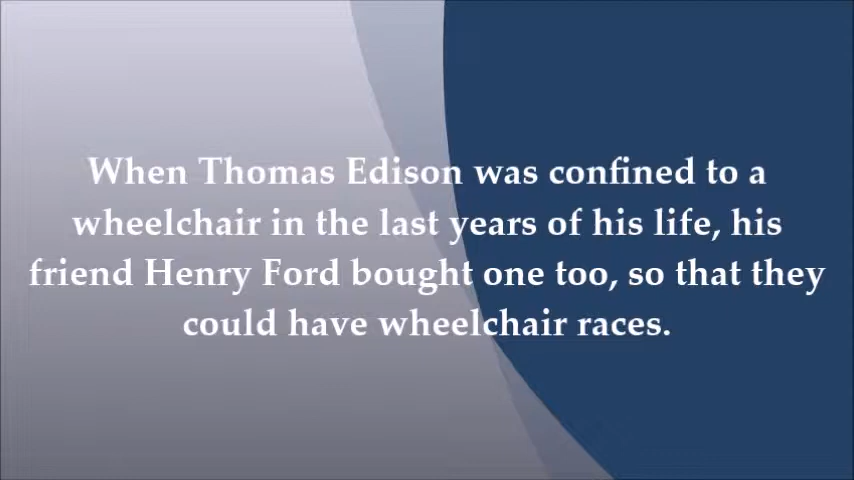 When Thomas Edison was confined to a
wheelchair in the last years of his life, his
friend Henry Ford bought one too, so that they
could have wheelchair races.